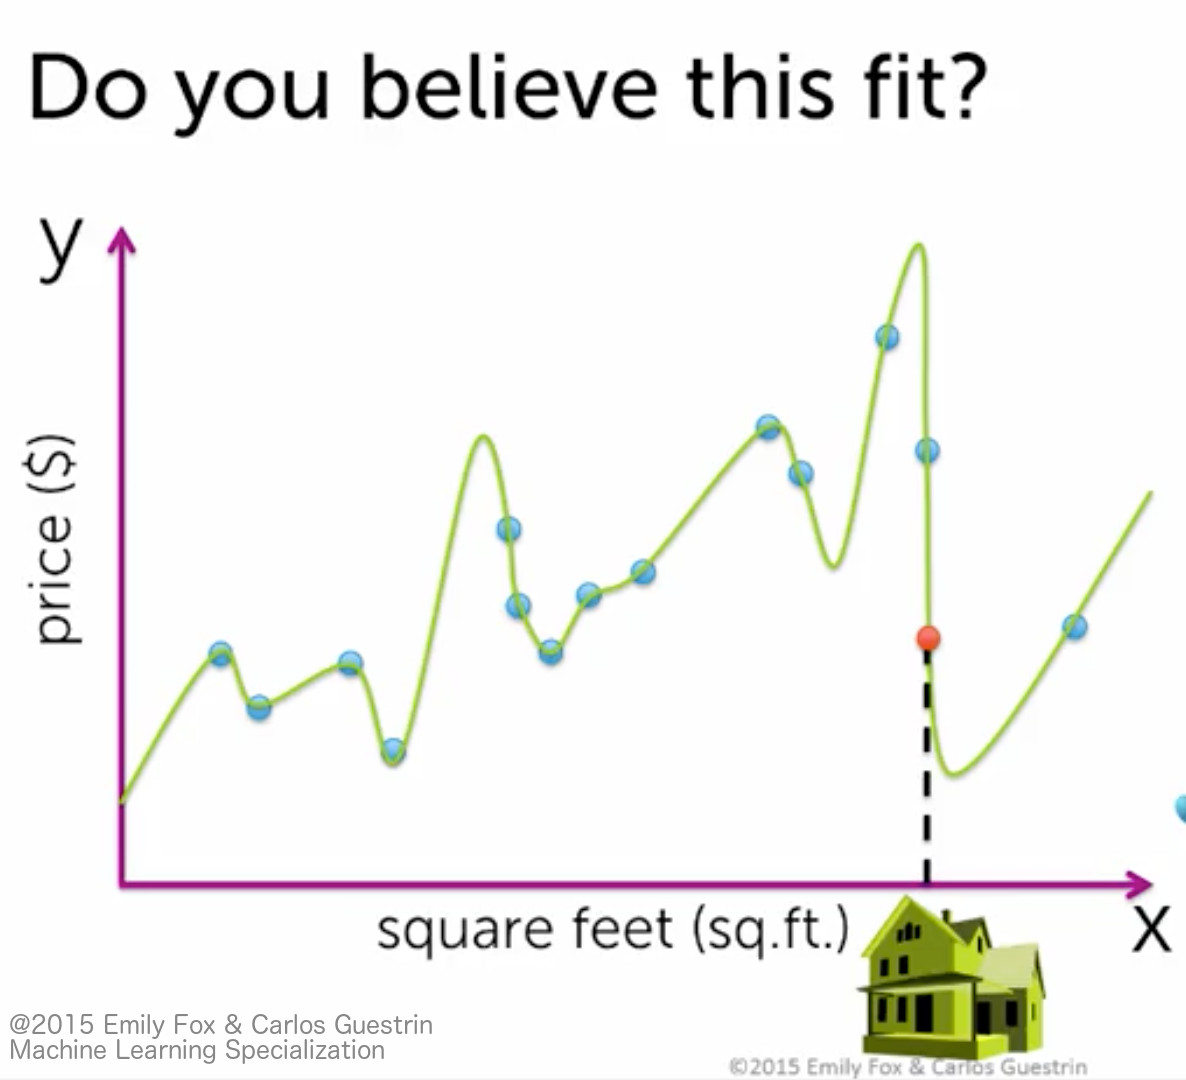 Do you believe this fit?
y
price ($)
square feet (sq.ft.)
x
@2015 Emily Fox & Carlos Guestrin
Machine Learning Specialization
©2015 Emily Fox & Carlos Guestrin